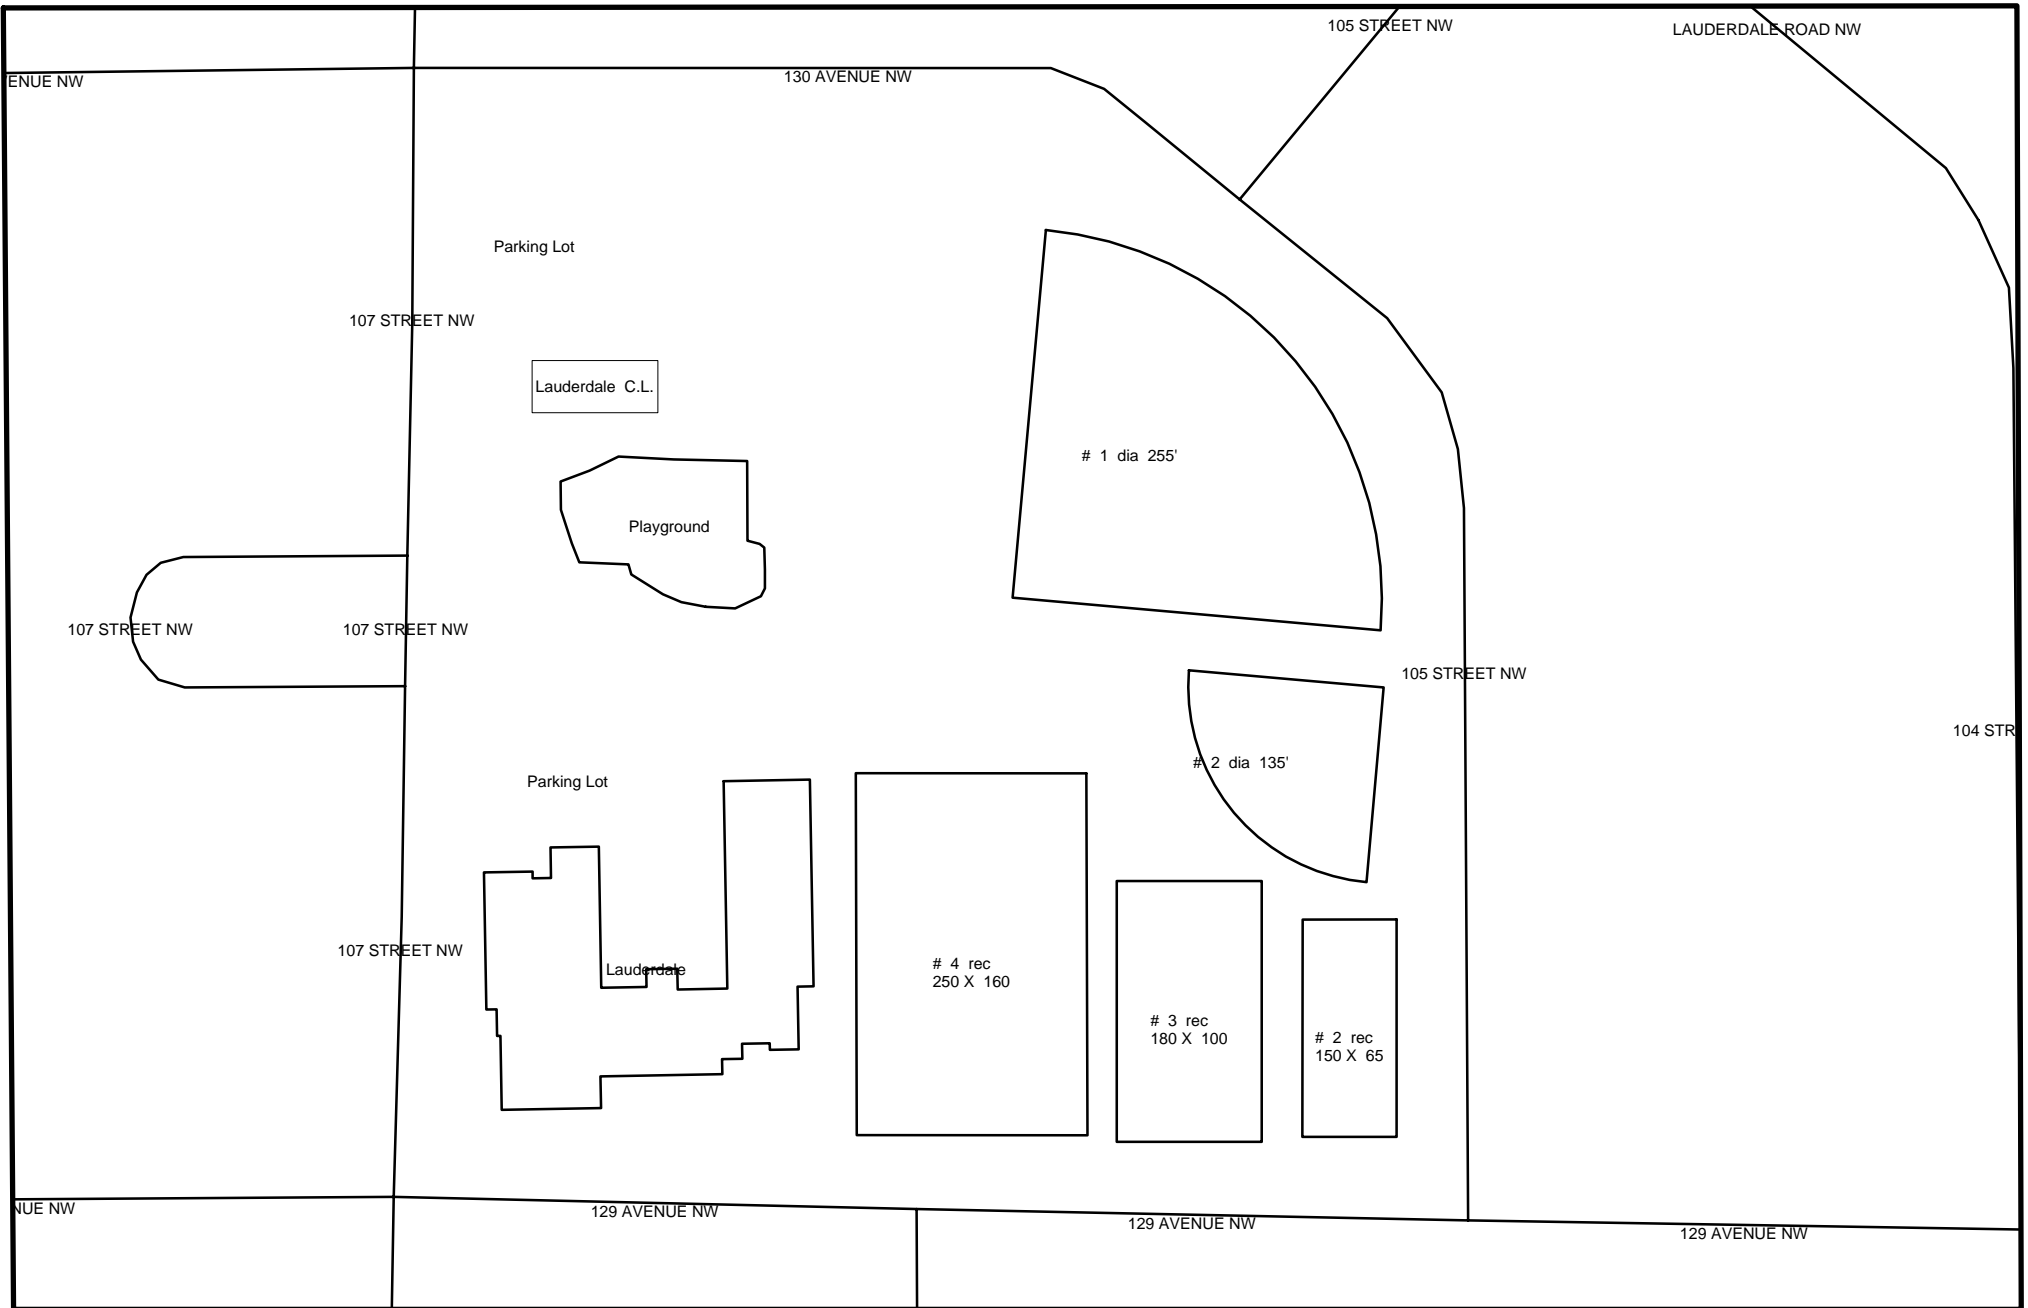 105 STREET NW
LAUDERDALE ROAD NW
ENUE NW
130 AVENUE NW
Parking Lot
107 STREET NW
Lauderdale C.L.
# 1 dia 255'
Playground
107 STREET NW
107 STREET NW
105 STREET NW
104 STR
# 2 dia 135'
Parking Lot
107 STREET NW
Lauderdale
# 4 rec
250 X 160
# 3 rec
180 X 100
# 2 rec
150 X 65
NUE NW
129 AVENUE NW
129 AVENUE NW
129 AVENUE NW